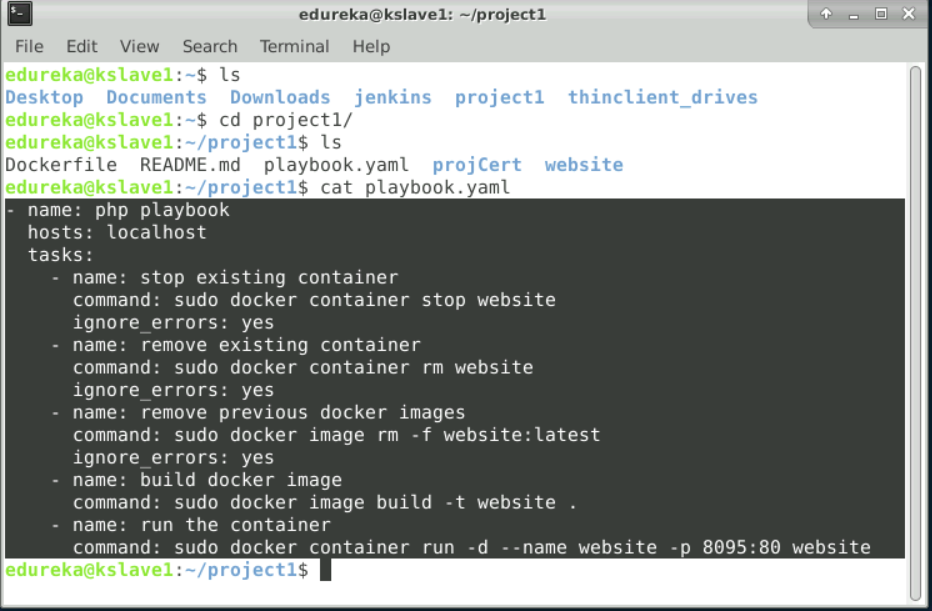 edureka@kslave1: ~/project1
File Edit View Search Terminal Help
edureka@kslave1:~$ ls
Desktop  Documents  Downloads  jenkins  project1  thinclient_drives
edureka@kslave1:~$ cd project1/
edureka@kslave1:~/project1$ ls
Dockerfile  README.md  playbook.yaml  projCert  website
edureka@kslave1:~/project1$ cat playbook.yaml
- name: php playbook
  hosts: localhost
  tasks:
    - name: stop existing container
      command: sudo docker container stop website
      ignore_errors: yes
    - name: remove existing container
      command: sudo docker container rm website
      ignore_errors: yes
    - name: remove previous docker images
      command: sudo docker image rm -f website:latest
      ignore_errors: yes
    - name: build docker image
      command: sudo docker image build -t website .
    - name: run the container
      command: sudo docker container run -d --name website -p 8095:80 website
edureka@kslave1:~/project1$